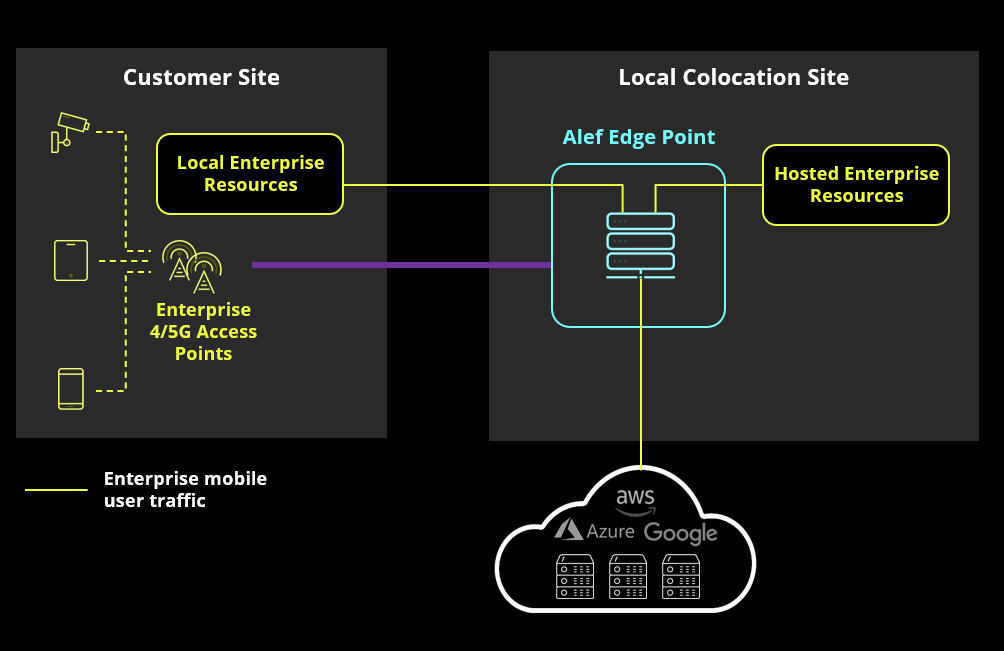 Customer Site
Local Enterprise
Resources
Enterprise
4/5G Access
Points
Local Colocation Site
Alef Edge Point
Hosted Enterprise
Resources
Enterprise mobile
user traffic
aws
Azure Google